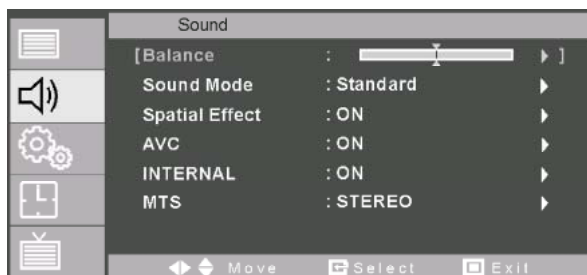 Sound
[Balance : ]
Sound Mode : Standard
Spatial Effect : ON
AVC : ON
INTERNAL : ON
MTS : STEREO
Move Select Exit